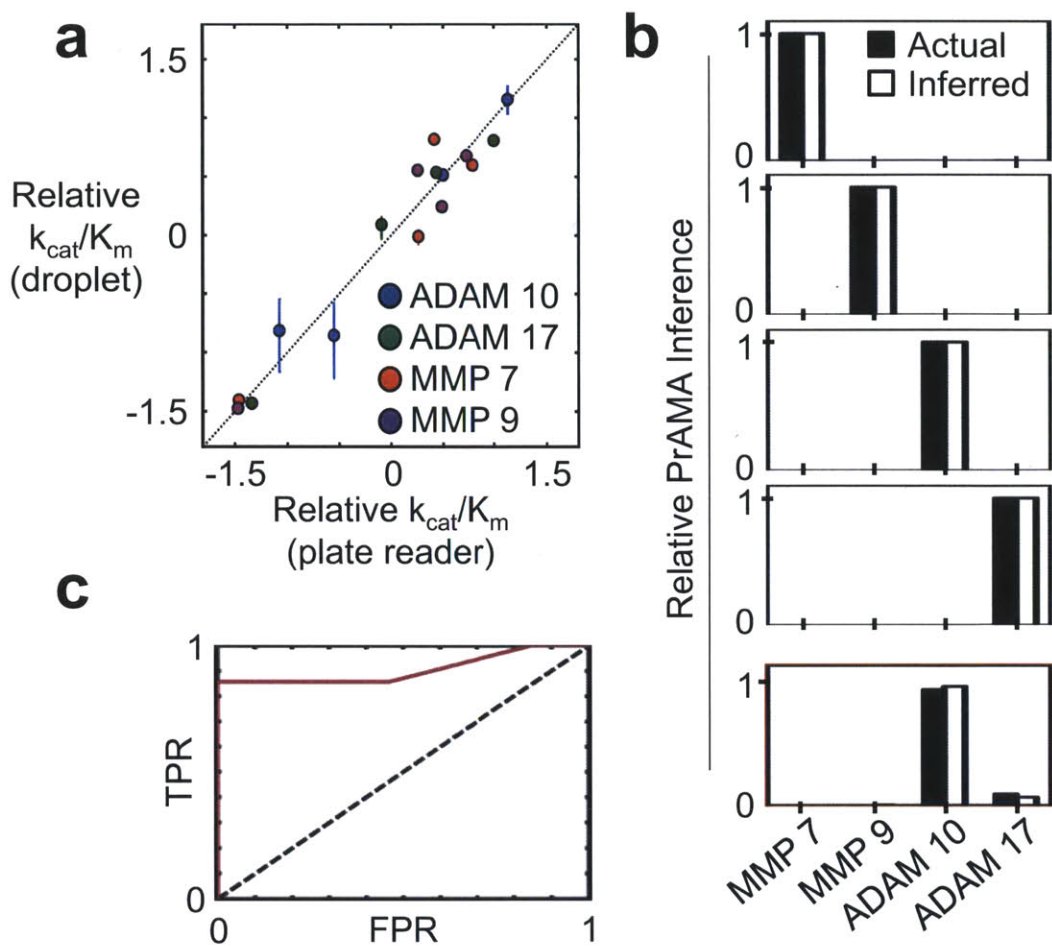 a
1.5
0
-1.5
Relative
kcat/Km
(droplet)
ADAM 10
ADAM 17
MMP 7
MMP 9
-1.5 0 1.5
Relative kcat/Km
(plate reader)
b
Relative PrAMA Inference
Actual
Inferred
1
0
1
0
1
0
1
0
1
0
MMP 7
MMP 9
ADAM 10
ADAM 17
c
1
TPR
0
0 FPR 1